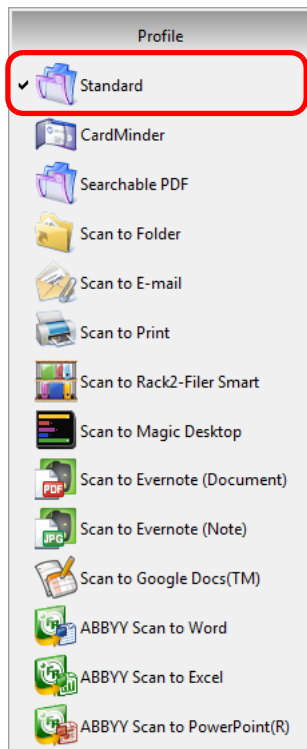 Profile
Standard
CardMinder
Searchable PDF
Scan to Folder
Scan to E-mail
Scan to Print
Scan to Rack2-Filer Smart
Scan to Magic Desktop
PDF
Scan to Evernote (Document)
JPG
Scan to Evernote (Note)
Scan to Google Docs(TM)
ABBYY Scan to Word
ABBYY Scan to Excel
ABBYY Scan to PowerPoint(R)